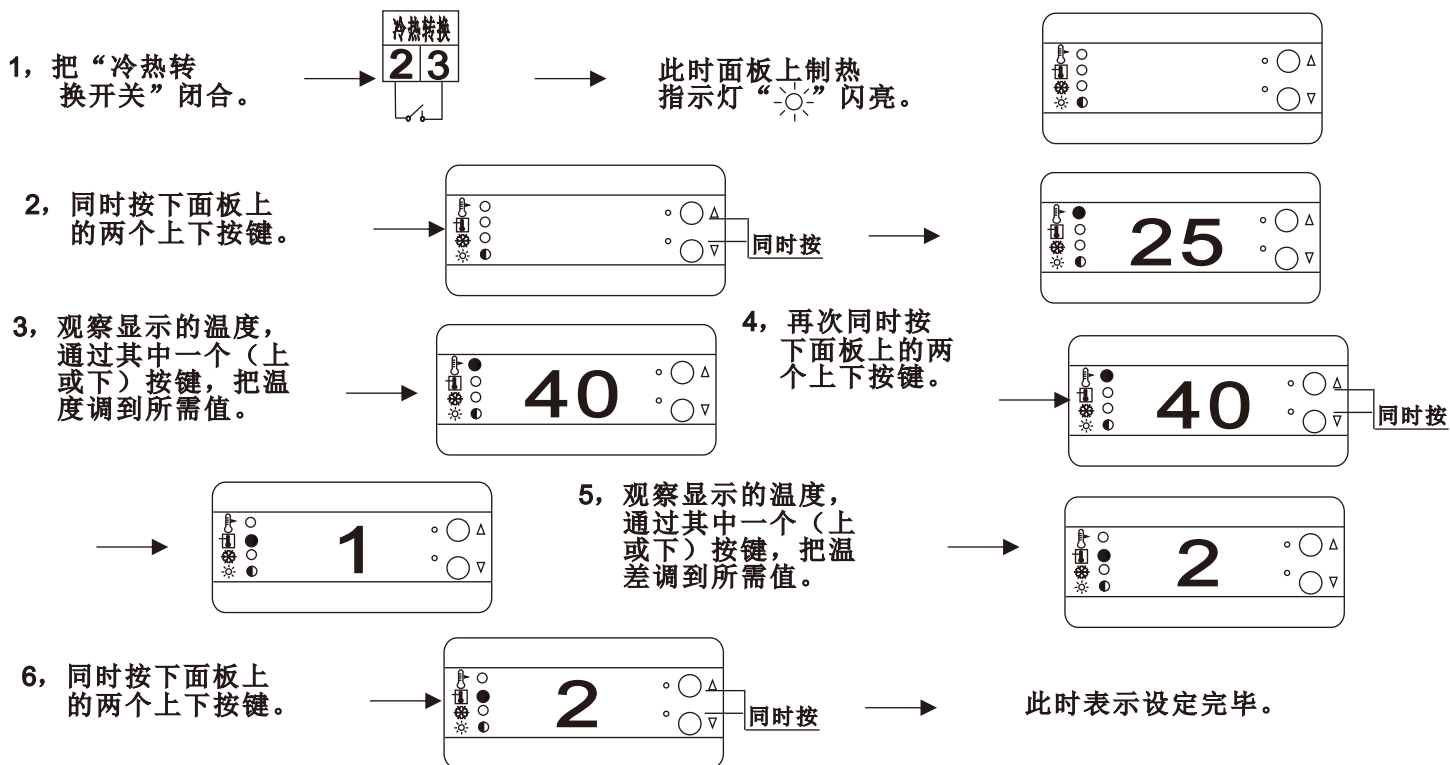 1，把“冷热转
换开关”闭合。
冷热转换
2 3
此时面板上制热
指示灯“”闪亮。
2，同时按下面板上
的两个上下按键。
同时按
25
3，观察显示的温度，
通过其中一个（上
或下）按键，把温
度调到所需值。
40
4，再次同时按
下面板上的两
个上下按键。
40
同时按
1
5，观察显示的温度，
通过其中一个（上
或下）按键，把温
差调到所需值。
2
6，同时按下面板上
的两个上下按键。
2
同时按
此时表示设定完毕。